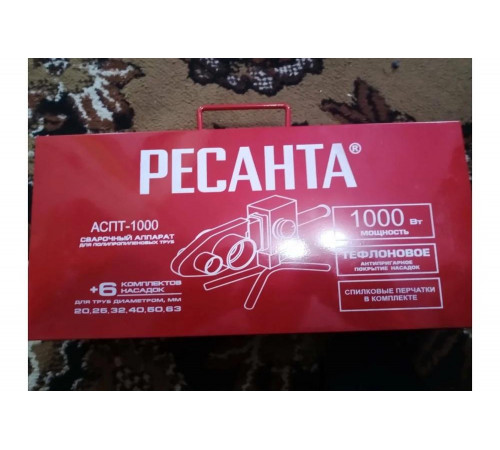 РЕСАНТА®
АСПТ-1000
СВАРОЧНЫЙ АППАРАТ
ДЛЯ ПОЛИПРОПИЛЕНОВЫХ ТРУБ
+6 КОМПЛЕКТОВ
НАСАДОК
ДЛЯ ТРУБ ДИАМЕТРОМ, ММ
20,25,32,40,50,63
1000 Вт
МОЩНОСТЬ
ТЕФЛОНОВОЕ
АНТИПРИГАРНОЕ
ПОКРЫТИЕ НАСАДОК
СПИЛКОВЫЕ ПЕРЧАТКИ
В КОМПЛЕКТЕ